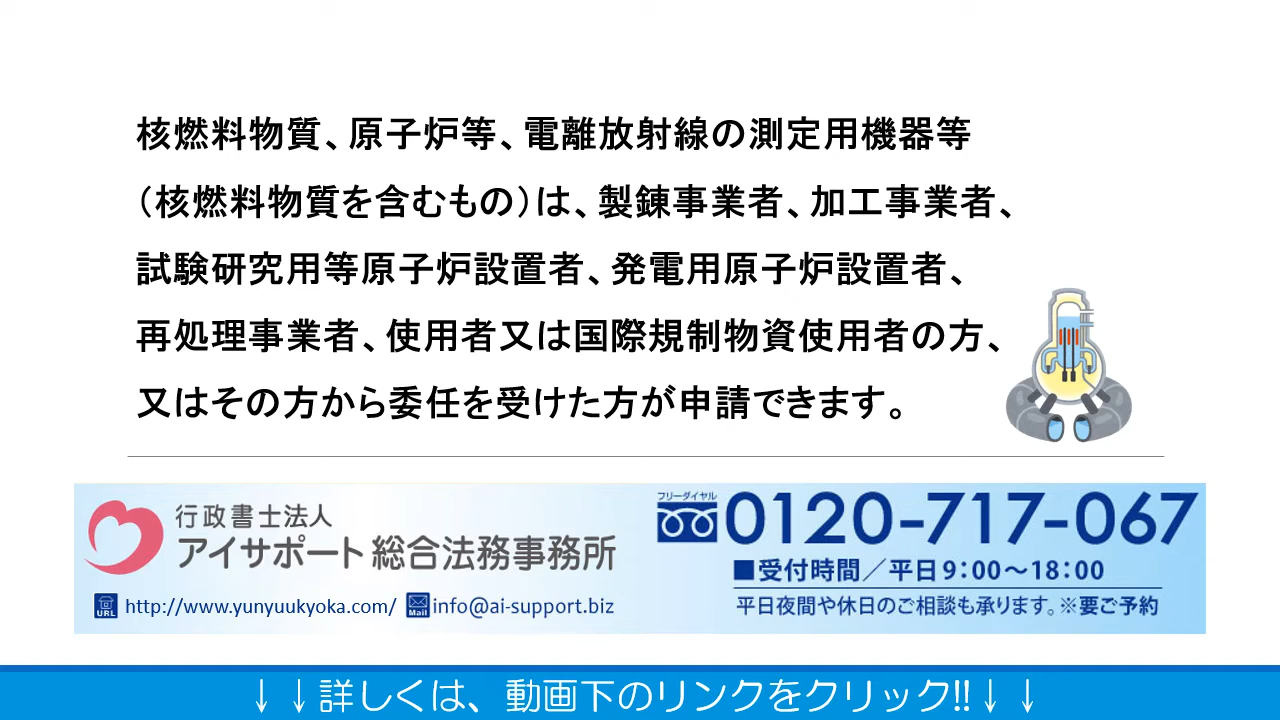 核燃料物質、原子炉等、電離放射線の測定用機器等
（核燃料物質を含むもの）は、製錬事業者、加工事業者、
試験研究用等原子炉設置者、発電用原子炉設置者、
再処理事業者、使用者又は国際規制物資使用者の方、
又はその方から委任を受けた方が申請できます。
行政書士法人
アイサポート総合法務事務所
URL http://www.yunyuukyoka.com/ Mail info@ai-support.biz
フリーダイヤル
0120-717-067
■受付時間／平日9:00～18:00
平日夜間や休日のご相談も承ります。※要ご予約
↓↓詳しくは、動画下のリンクをクリック!!↓↓